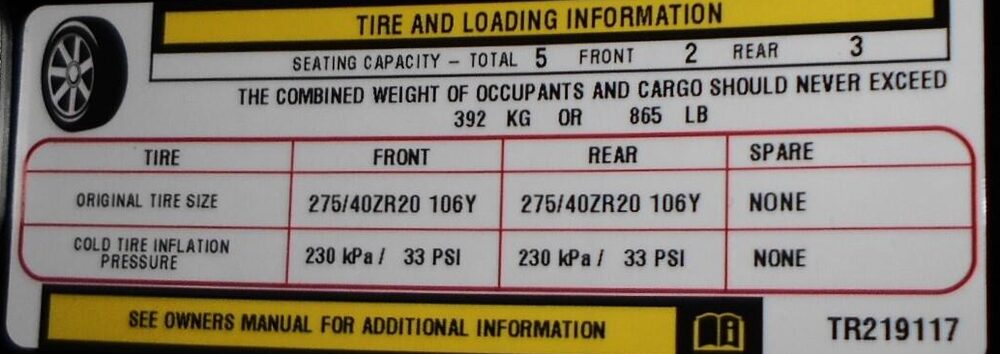 TIRE AND LOADING INFORMATION
SEATING CAPACITY – TOTAL 5 FRONT 2 REAR 3
THE COMBINED WEIGHT OF OCCUPANTS AND CARGO SHOULD NEVER EXCEED
392 KG OR 865 LB
TIRE FRONT REAR SPARE
ORIGINAL TIRE SIZE 275/40ZR20 106Y 275/40ZR20 106Y NONE
COLD TIRE INFLATION
PRESSURE 230 kPa / 33 PSI 230 kPa / 33 PSI NONE
SEE OWNERS MANUAL FOR ADDITIONAL INFORMATION
TR219117